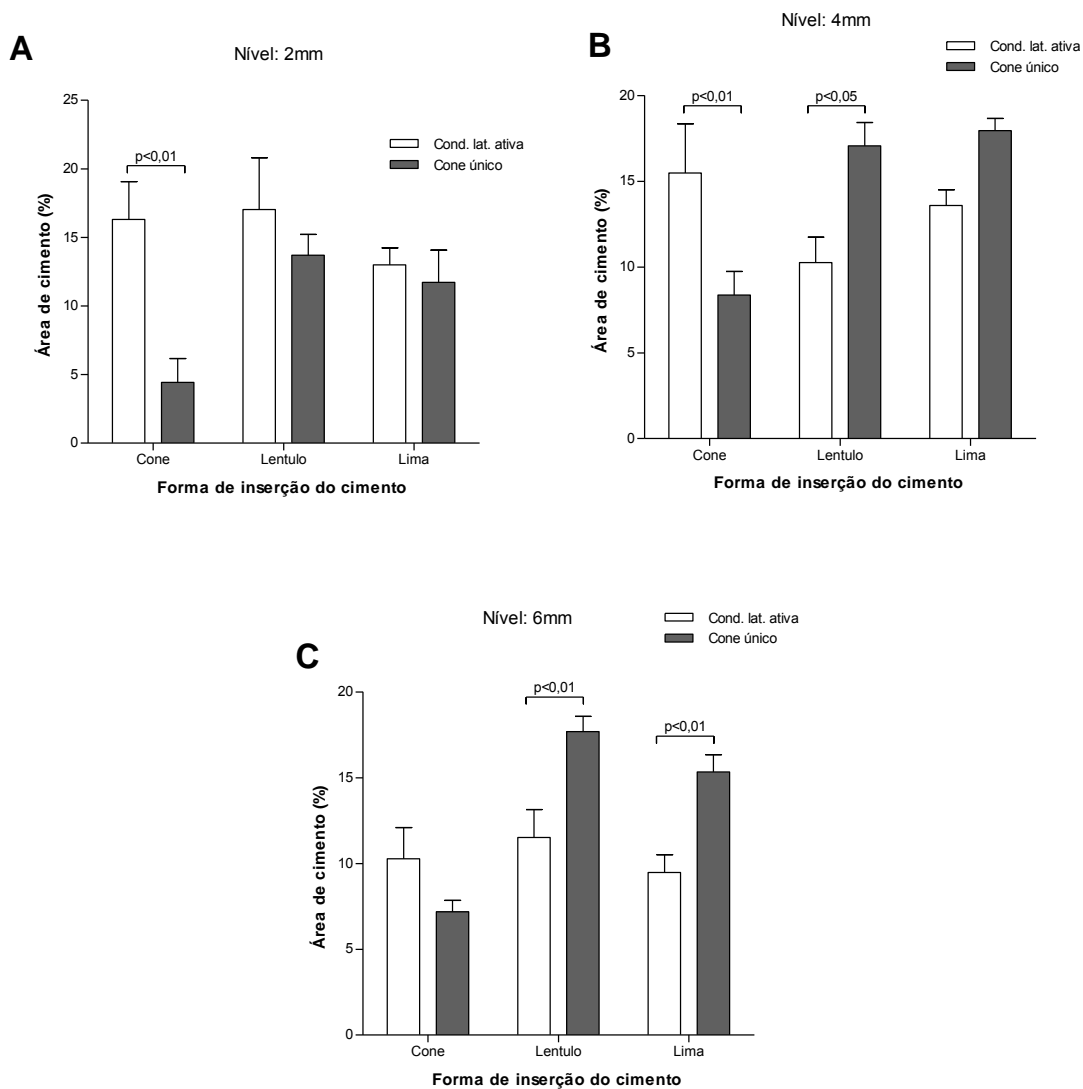 A
Nível: 2mm
Cond. lat. ativa
Cone único
p<0,01
Área de cimento (%)
25
20
15
10
5
0
Cone
Lentulo
Lima
Forma de inserção do cimento
B
Nível: 4mm
Cond. lat. ativa
Cone único
p<0,01
p<0,05
Área de cimento (%)
20
15
10
5
0
Cone
Lentulo
Lima
Forma de inserção do cimento
C
Nível: 6mm
Cond. lat. ativa
Cone único
p<0,01
p<0,01
Área de cimento (%)
20
15
10
5
0
Cone
Lentulo
Lima
Forma de inserção do cimento